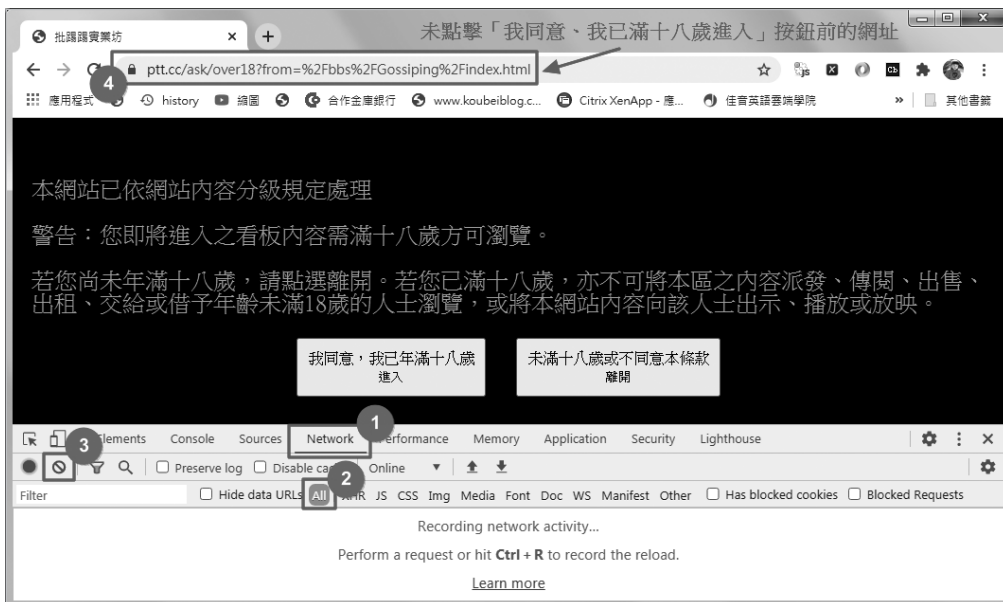 批踢踢實業坊
未點擊「我同意、我已滿十八歲進入」按鈕前的網址
ptt.cc/ask/over18?from=%2Fbbs%2FGossiping%2Findex.html
4
應用程式 history 繪圖 合作金庫銀行 www.koubeiblog.c... Citrix XenApp - 應... 佳音英語雲端學院 » 其他書籤
本網站已依網站內容分級規定處理
警告：您即將進入之看板內容需滿十八歲方可瀏覽。
若您尚未年滿十八歲，請點選離開。若您已滿十八歲，亦不可將本區之內容派發、傳閱、出售、
出租、交給或借予年齡未滿18歲的人士瀏覽，或將本網站內容向該人士出示、播放或放映。
我同意，我已年滿十八歲
進入
未滿十八歲或不同意本條款
離開
1
3
Elements Console Sources Network Performance Memory Application Security Lighthouse
Preserve log Disable cache Online
2
Filter Hide data URLs All XHR JS CSS Img Media Font Doc WS Manifest Other Has blocked cookies Blocked Requests
Recording network activity...
Perform a request or hit Ctrl + R to record the reload.
Learn more